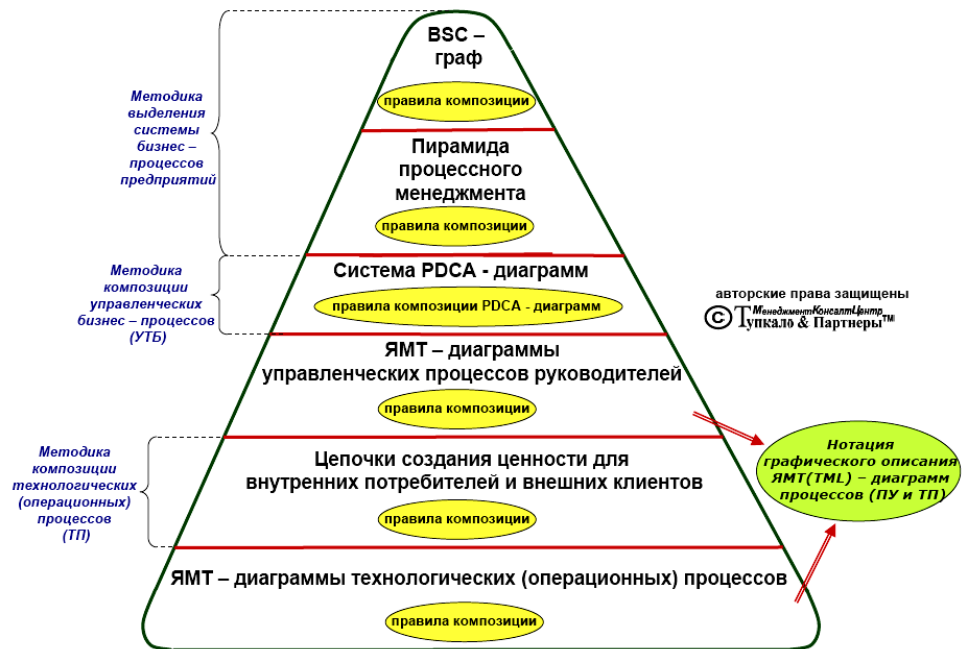 BSC –
граф
правила композиции
Методика
выделения
системы
бизнес –
процессов
предприятий
Пирамида
процессного
менеджмента
правила композиции
Методика
композиции
управленческих
бизнес – процессов
(УТБ)
Система PDCA - диаграмм
правила композиции PDCA - диаграмм
авторские права защищены
© МенеджментКонсалтЦентр
Тупкало & Партнеры™
ЯМТ – диаграммы
управленческих процессов руководителей
правила композиции
Методика
композиции
технологических
(операционных)
процессов
(ТП)
Цепочки создания ценности для
внутренних потребителей и внешних клиентов
правила композиции
Нотация
графического описания
ЯМТ(TML) – диаграмм
процессов (ПУ и ТП)
ЯМТ – диаграммы технологических (операционных) процессов
правила композиции